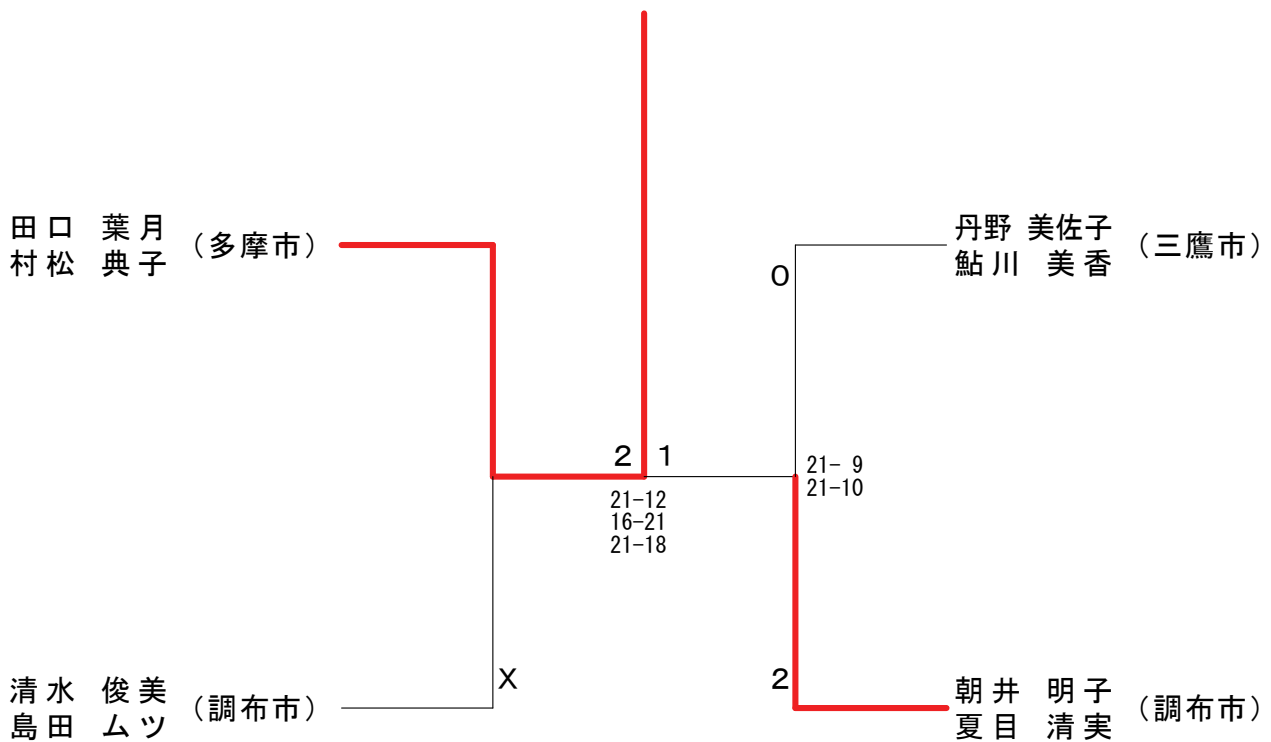 田口 葉月
村松 典子
(多摩市)
丹野 美佐子
鮎川 美香
(三鷹市)
0
2 1
21- 9
21-10
21-12
16-21
21-18
清水 俊美
島田 ムツ
(調布市)
X
2
朝井 明子
夏目 清実
(調布市)